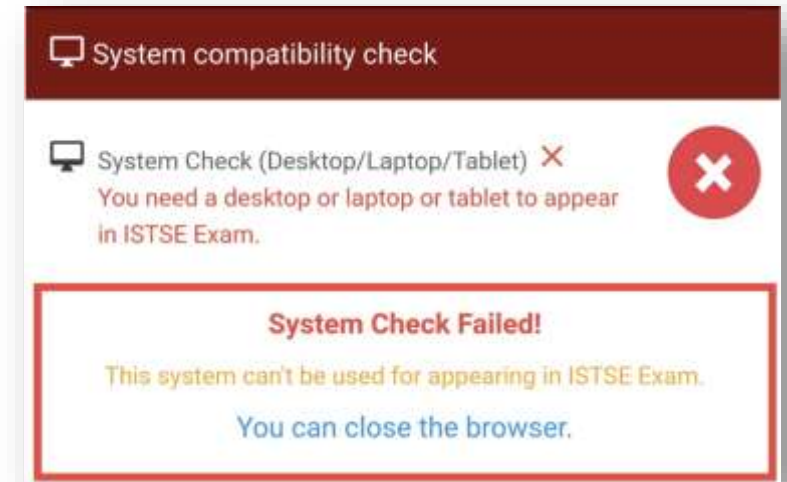 System compatibility check
System Check (Desktop/Laptop/Tablet)
You need a desktop or laptop or tablet to appear
in ISTSE Exam.
System Check Failed!
This system can't be used for appearing in ISTSE Exam.
You can close the browser.